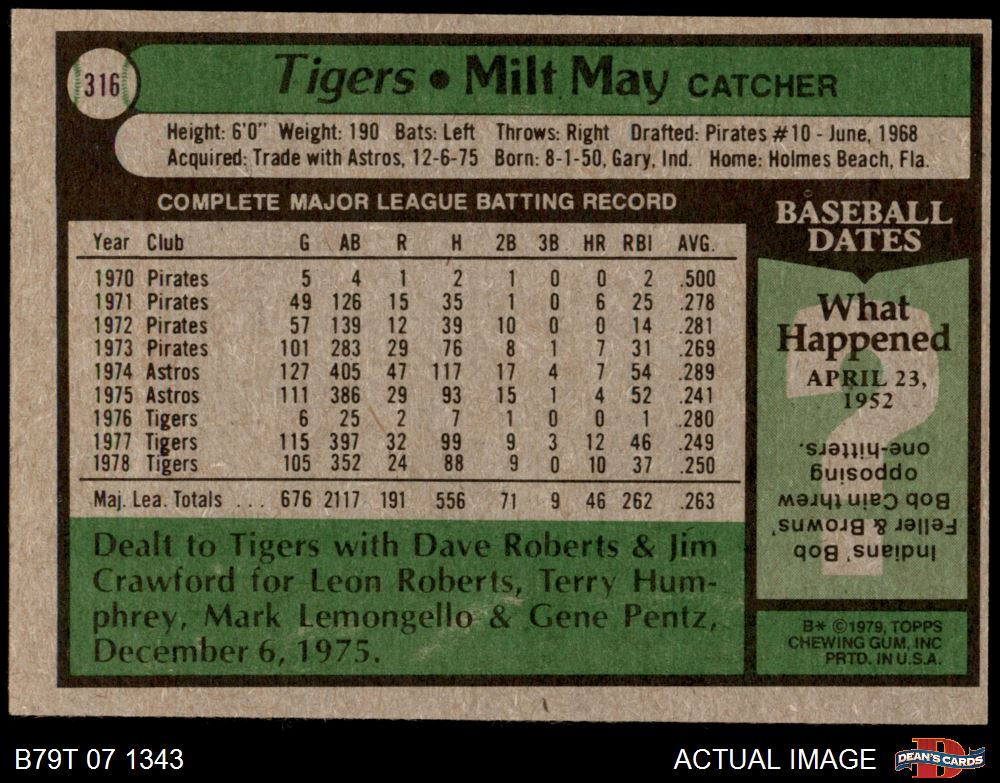 316
Tigers • Milt May CATCHER
Height: 6'0" Weight: 190 Bats: Left Throws: Right Drafted: Pirates #10 - June, 1968
Acquired: Trade with Astros, 12-6-75 Born: 8-1-50, Gary, Ind. Home: Holmes Beach, Fla.
COMPLETE MAJOR LEAGUE BATTING RECORD
Year Club G AB R H 2B 3B HR RBI AVG.
1970 Pirates 5 4 1 2 1 0 0 2 .500
1971 Pirates 49 126 15 35 1 0 6 25 .278
1972 Pirates 57 139 12 39 10 0 0 14 .281
1973 Pirates 101 283 29 76 8 1 7 31 .269
1974 Astros 127 405 47 117 17 4 7 54 .289
1975 Astros 111 386 29 93 15 1 4 52 .241
1976 Tigers 6 25 2 7 1 0 0 1 .280
1977 Tigers 115 397 32 99 9 3 12 46 .249
1978 Tigers 105 352 24 88 9 0 10 37 .250
Maj. Lea. Totals . . . 676 2117 191 556 71 9 46 262 .263
Dealt to Tigers with Dave Roberts & Jim
Crawford for Leon Roberts, Terry Hum-
phrey, Mark Lemongello & Gene Pentz,
December 6, 1975.
BASEBALL
DATES
What
Happened
APRIL 23,
1952
?
Indians' Bob
Feller & Browns'
Bob Cain threw
opposing
one-hitters.
B* ©1979, TOPPS
CHEWING GUM, INC
PRTD. IN U.S.A.
B79T 07 1343
ACTUAL IMAGE
D
DEAN'S CARDS